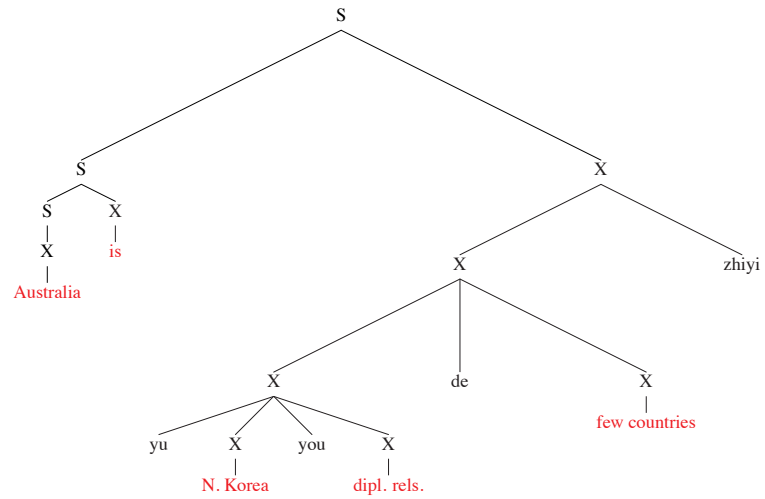 S
S X
S X
X is X zhiyi
Australia
X de X
few countries
yu X you X
N. Korea dipl. rels.